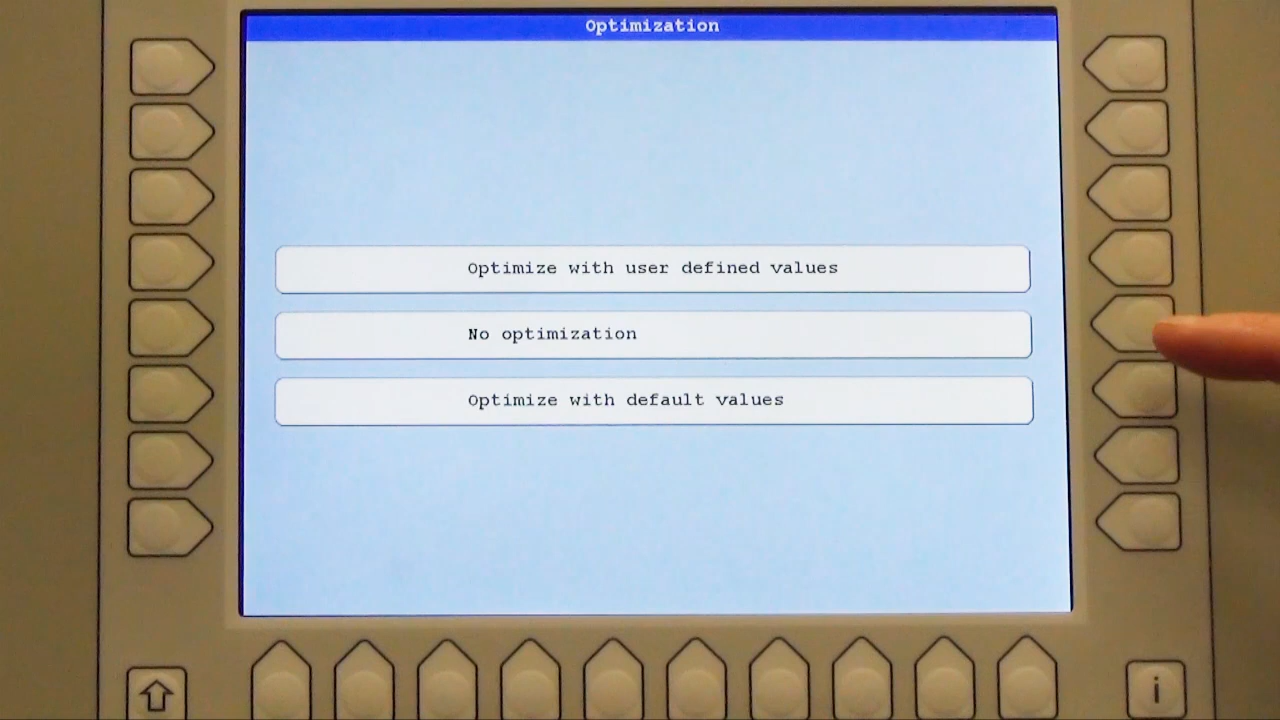 Optimization
Optimize with user defined values
No optimization
Optimize with default values
i